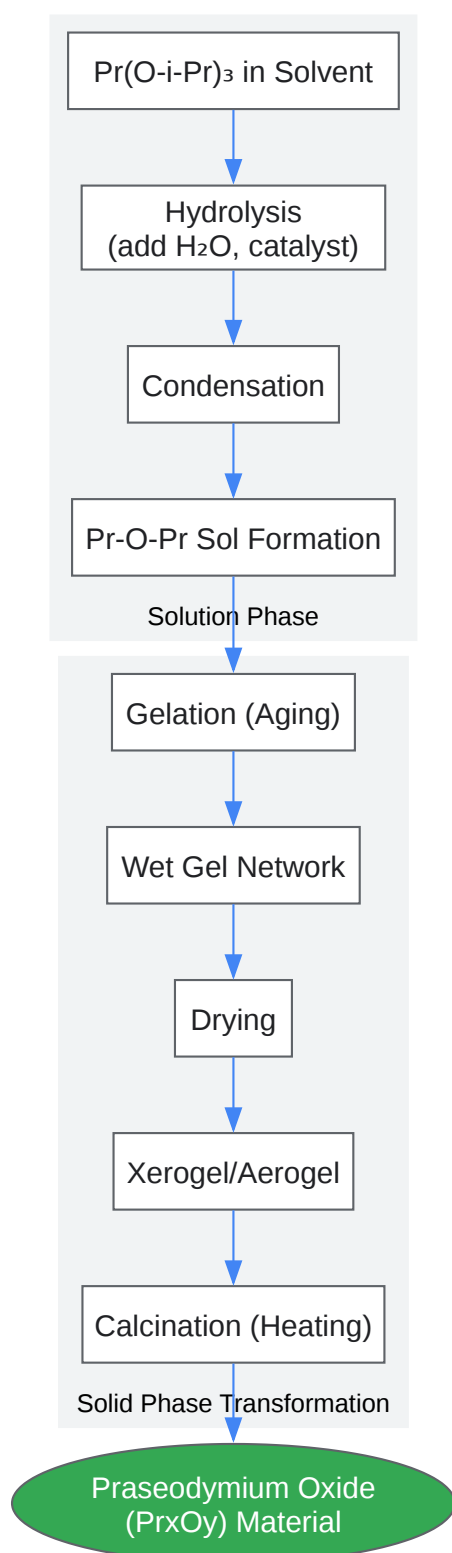 Pr(O-i-Pr)₃ in Solvent
Hydrolysis
(add H₂O, catalyst)
Condensation
Pr-O-Pr Sol Formation
Solution Phase
Gelation (Aging)
Wet Gel Network
Drying
Xerogel/Aerogel
Calcination (Heating)
Solid Phase Transformation
Praseodymium Oxide
(PrxOy) Material